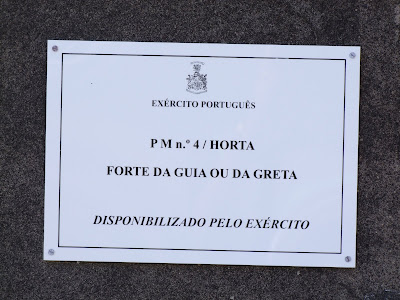 EXÉRCITO PORTUGUÊS
P M n.º 4 / HORTA
FORTE DA GUIA OU DA GRETA
DISPONIBILIZADO PELO EXÉRCITO